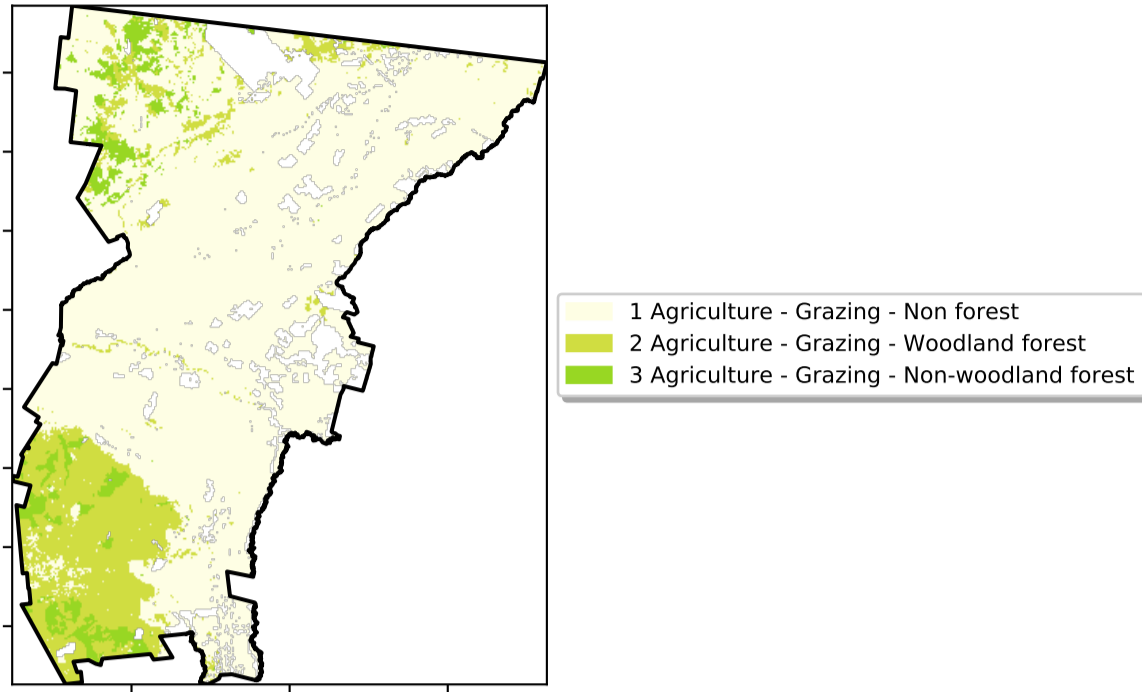 1 Agriculture - Grazing - Non forest
2 Agriculture - Grazing - Woodland forest
3 Agriculture - Grazing - Non-woodland forest